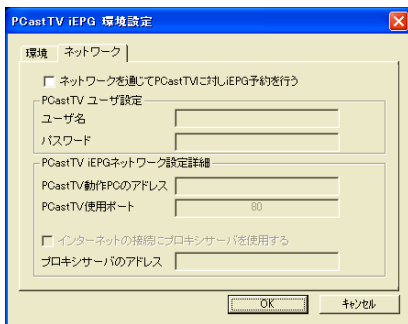 PCastTV iEPG 環境設定
環境 ネットワーク
ネットワークを通じてPCastTVに対しiEPG予約を行う
PCastTV ユーザ設定
ユーザ名
パスワード
PCastTV iEPGネットワーク設定詳細
PCastTV動作PCのアドレス
PCastTV使用ポート 80
インターネットの接続にプロキシサーバを使用する
プロキシサーバのアドレス
OK キャンセル